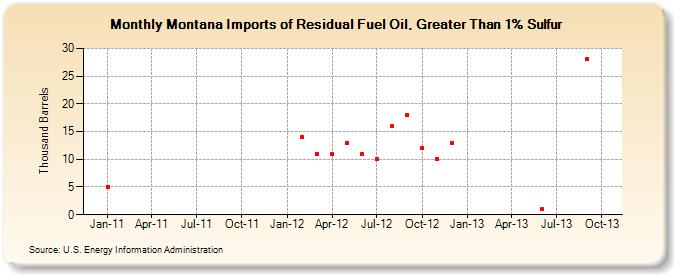 Monthly Montana Imports of Residual Fuel Oil, Greater Than 1% Sulfur
Thousand Barrels
30
25
20
15
10
5
0
Jan-11 Apr-11 Jul-11 Oct-11 Jan-12 Apr-12 Jul-12 Oct-12 Jan-13 Apr-13 Jul-13 Oct-13
Source: U.S. Energy Information Administration